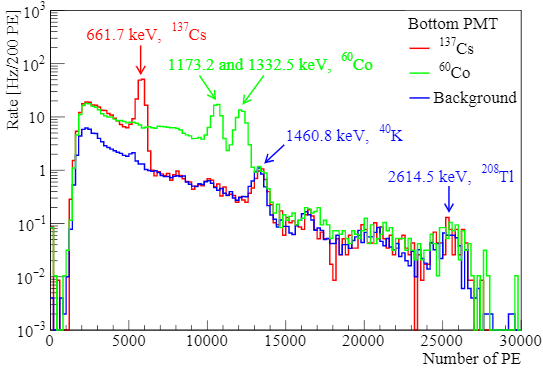 Rate [Hz/200 PE]
10³
10²
10
1
10⁻¹
10⁻²
10⁻³
661.7 keV, ¹³⁷Cs
1173.2 and 1332.5 keV, ⁶⁰Co
1460.8 keV, ⁴⁰K
2614.5 keV, ²⁰⁸Tl
Bottom PMT
¹³⁷Cs
⁶⁰Co
Background
0 5000 10000 15000 20000 25000 30000
Number of PE